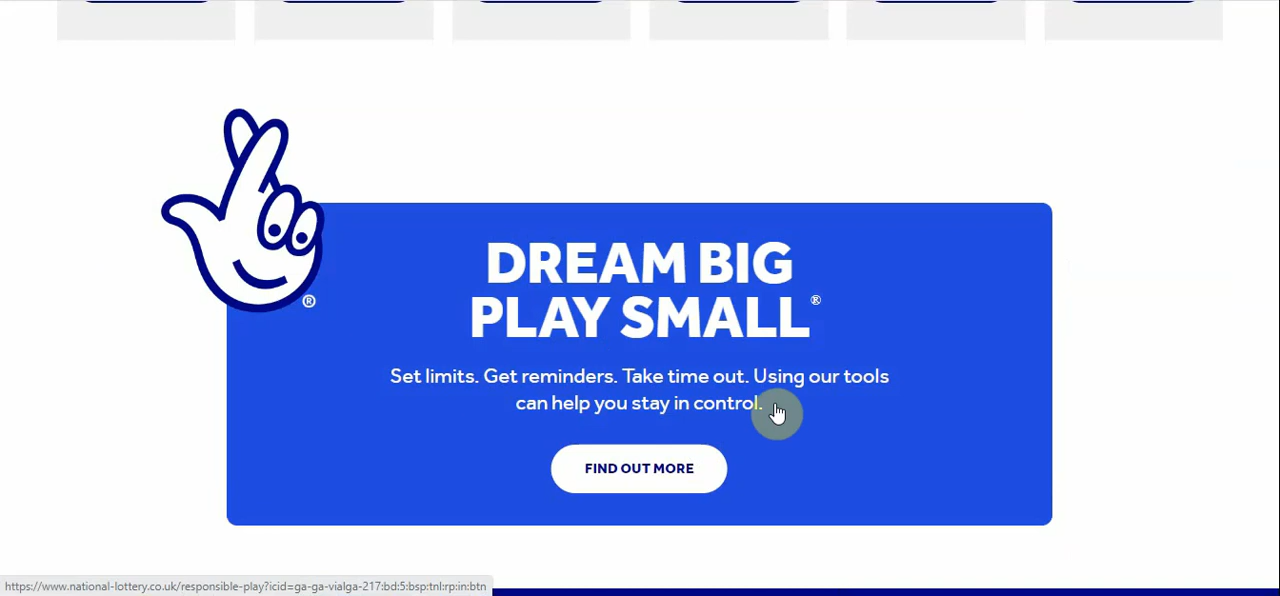 ®
DREAM BIG
PLAY SMALL®
Set limits. Get reminders. Take time out. Using our tools
can help you stay in control.
FIND OUT MORE
https://www.national-lottery.co.uk/responsible-play?icid=ga-ga-vialga-217:bd:5:bsp:tnl:rp:in:btn